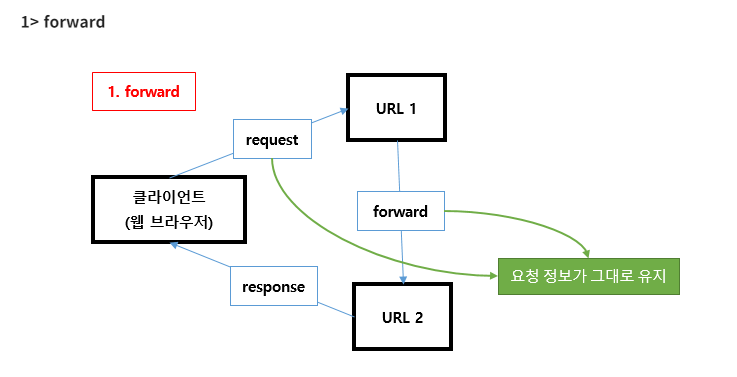 1> forward
1. forward
URL 1
request
클라이언트
(웹 브라우저)
forward
요청 정보가 그대로 유지
response
URL 2